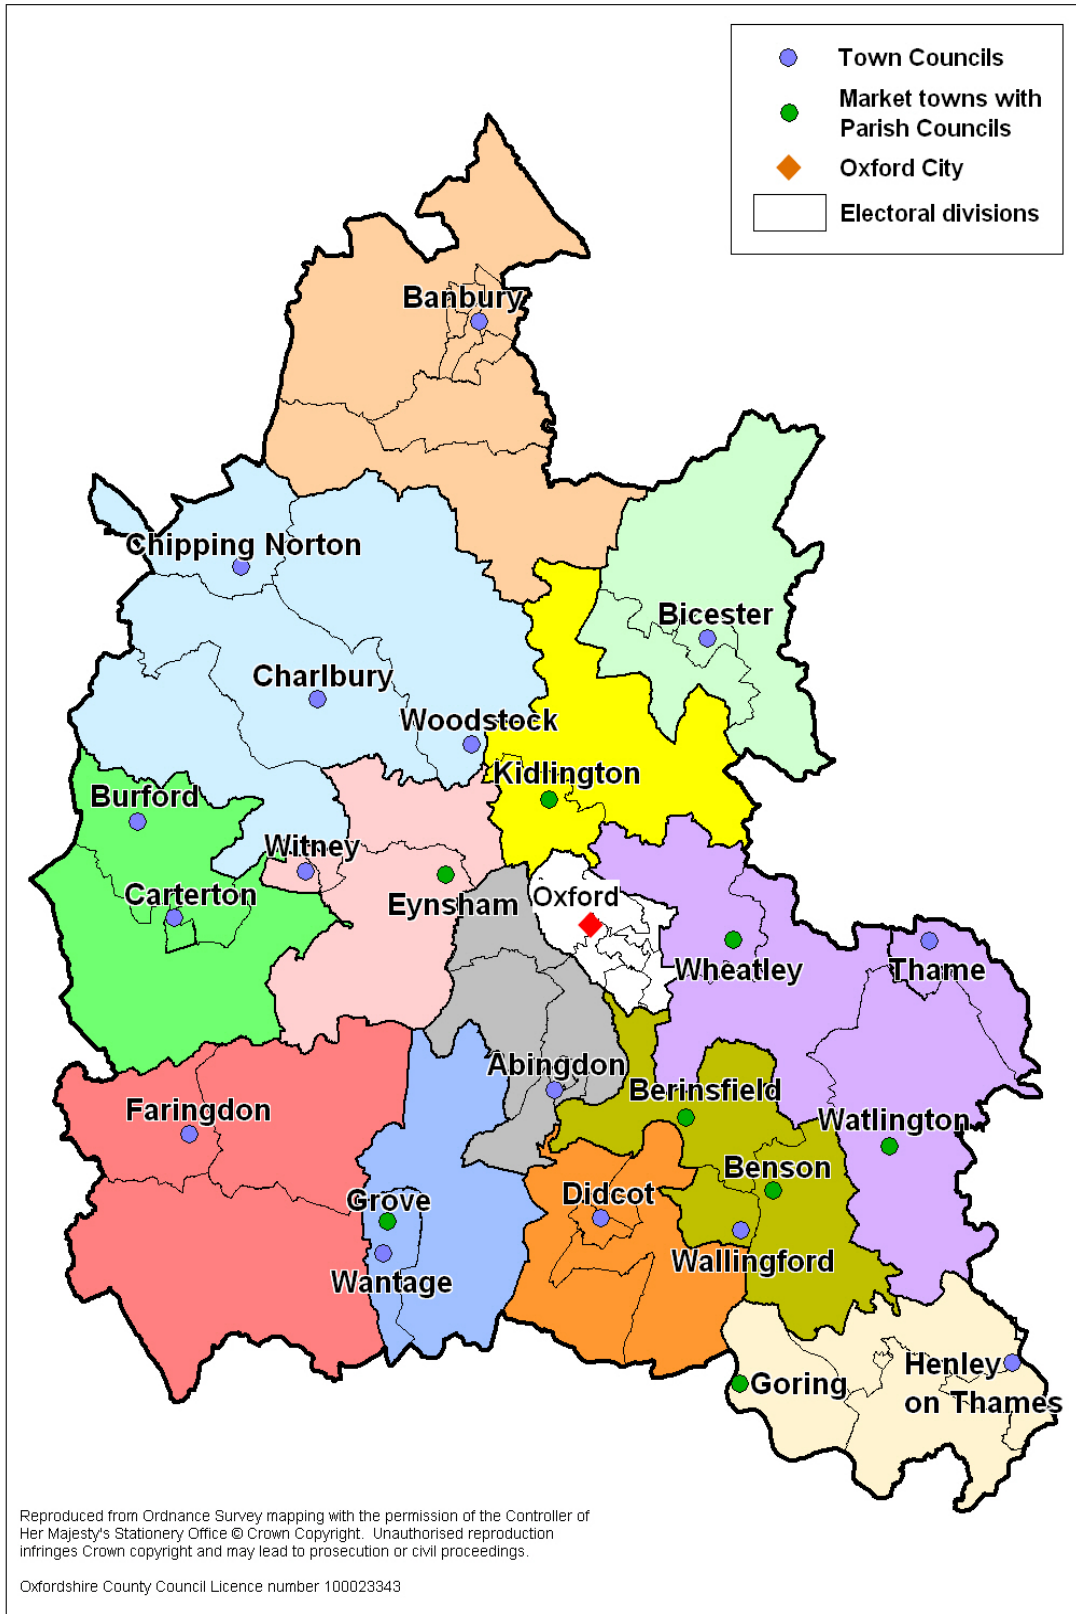 Town Councils
Market towns with
Parish Councils
Oxford City
Electoral divisions
Banbury
Chipping Norton
Bicester
Charlbury
Woodstock
Kidlington
Burford
Witney
Carterton
Eynsham
Oxford
Wheatley
Thame
Abingdon
Berinsfield
Faringdon
Watlington
Benson
Didcot
Grove
Wallingford
Wantage
Henley
on Thames
Goring
Reproduced from Ordnance Survey mapping with the permission of the Controller of
Her Majesty's Stationery Office © Crown Copyright. Unauthorised reproduction
infringes Crown copyright and may lead to prosecution or civil proceedings.
Oxfordshire County Council Licence number 100023343